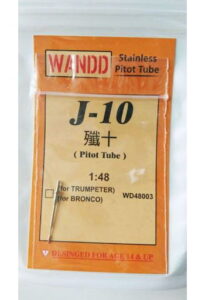 WANDD
Stainless
Pitot Tube
J-10
殲十
( Pitot Tube )
1:48
(for TRUMPETER)
(for BRONCO)
WD48003
DESINGED FOR AGE 14 & UP